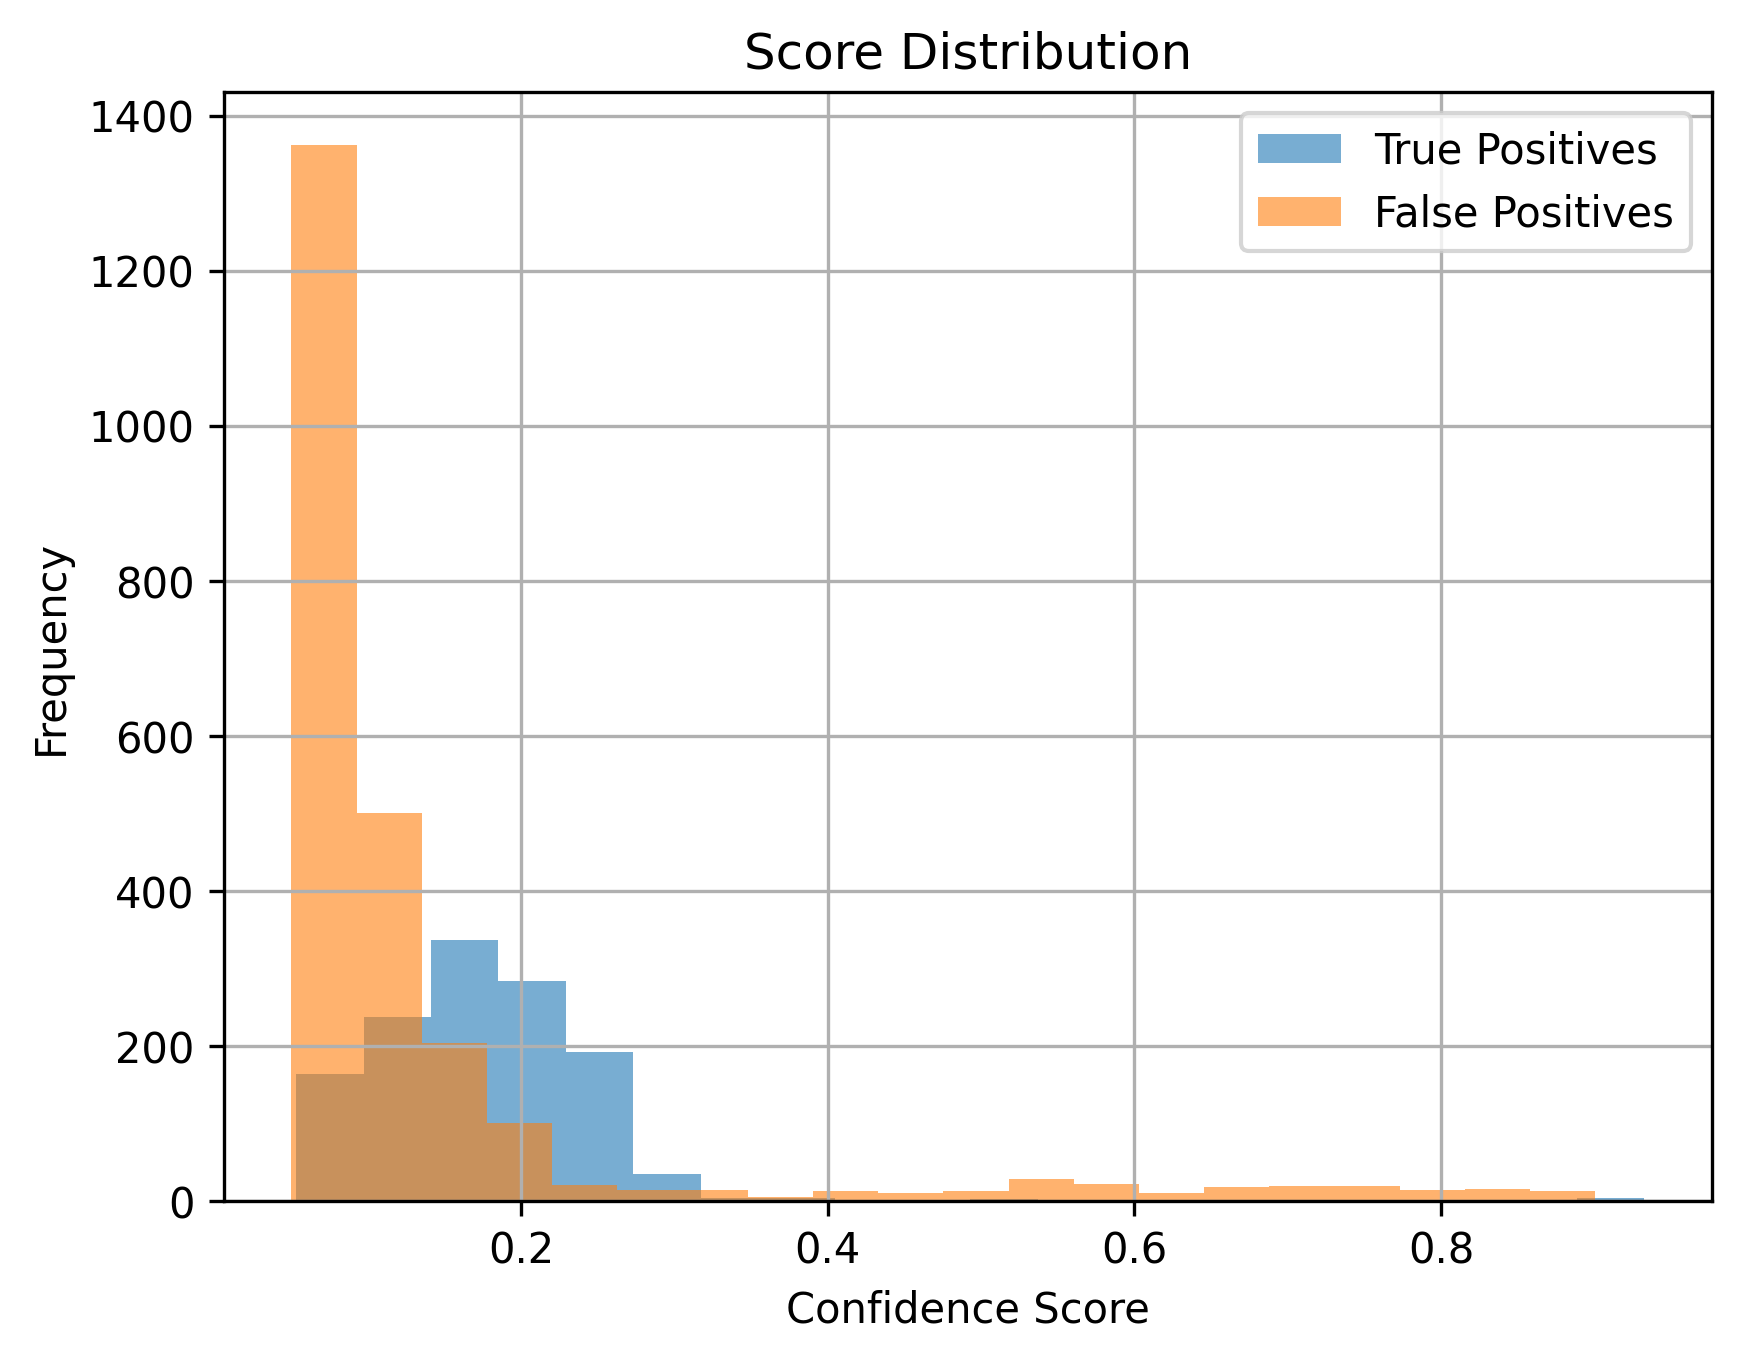 Score Distribution
True Positives
False Positives
1400
1200
1000
800
600
400
200
0
Frequency
0.2 0.4 0.6 0.8
Confidence Score